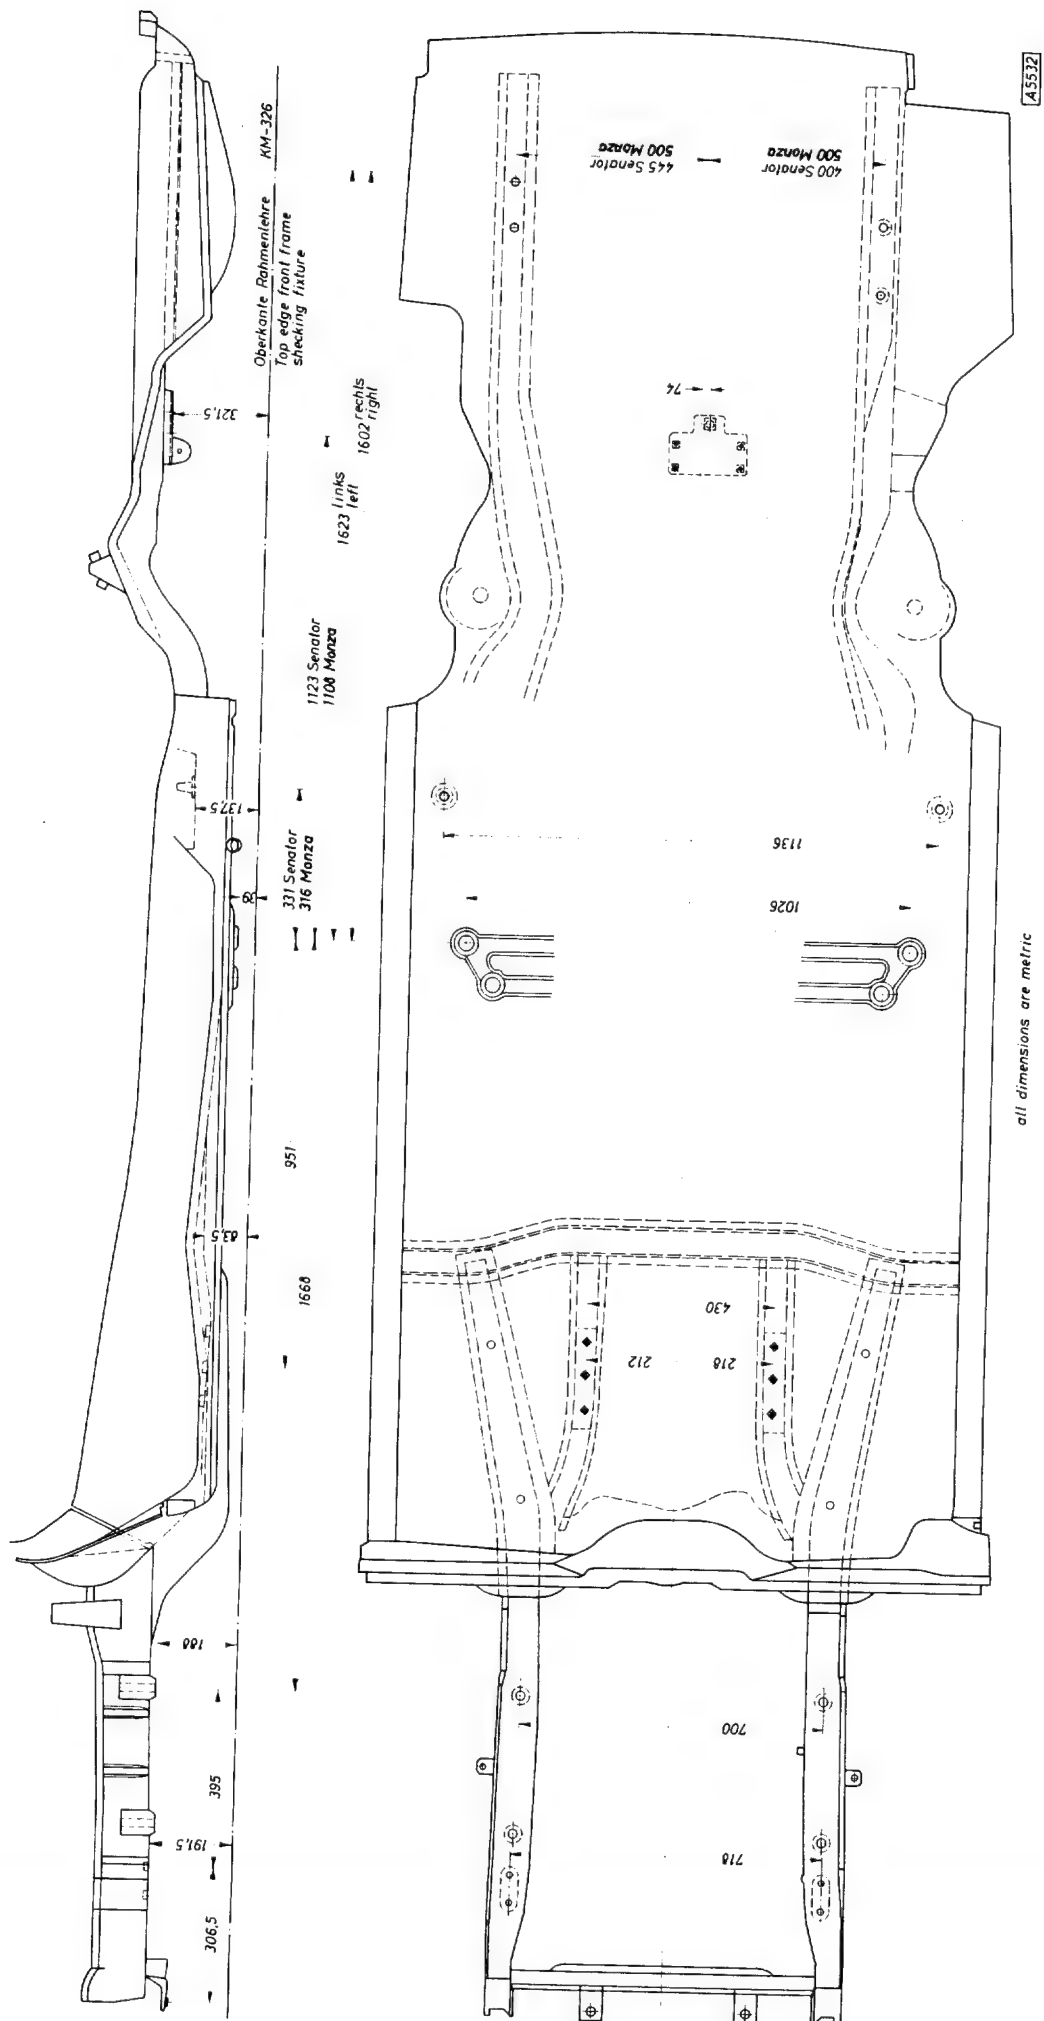 A5532
Oberkante Rahmenlehre KM-326
Top edge front frame
shecking fixture
445 Senator
500 Monza
400 Senator
500 Monza
321,5
1602 rechts
right
1623 links
left
74
1123 Senator
1108 Monza
137,5
331 Senator
316 Monza
39
1136
1026
all dimensions are metric
951
83,5
1668
430
212
218
188
395
700
191,5
718
306,5